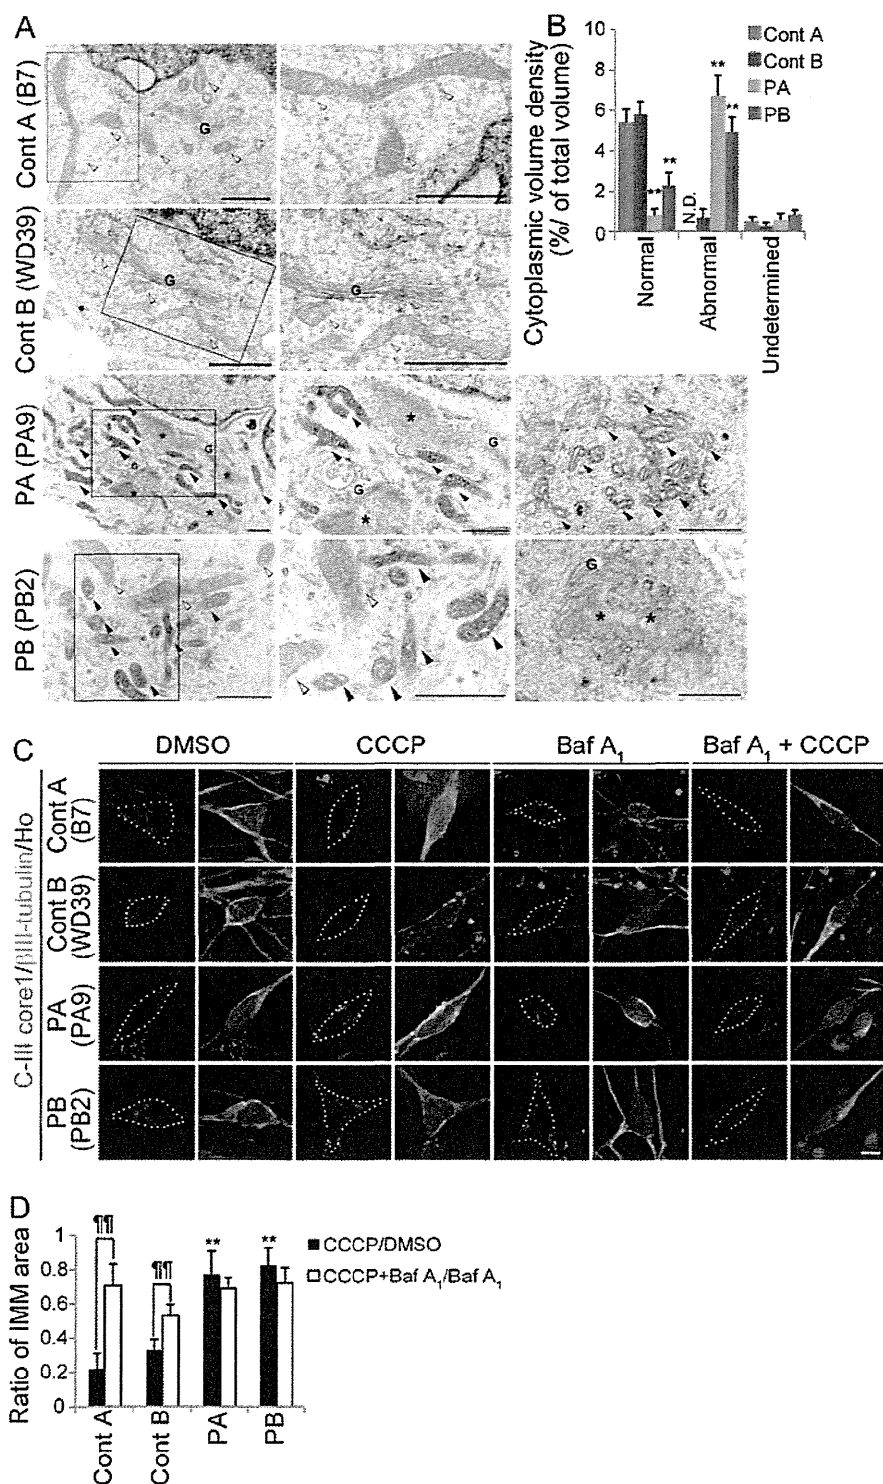 A
Cont A (B7)
G
Cont B (WD39)
G
G
PA (PA9)
* G
G *
* *
*
G
G
*
PB (PB2)
G
* *
B
Cytoplasmic volume density
(%/ of total volume)
10
8
6
4
2
0
**
**
**
**
N.D.
Normal
Abnormal
Undetermined
Cont A
Cont B
PA
PB
C
DMSO
CCCP
Baf A1
Baf A1 + CCCP
C-III core1/βIII-tubulin/Ho
Cont A
(B7)
Cont B
(WD39)
PA
(PA9)
PB
(PB2)
D
Ratio of IMM area
1
0.8
0.6
0.4
0.2
0
¶¶
¶¶
**
**
CCCP/DMSO
CCCP+Baf A1/Baf A1
Cont A
Cont B
PA
PB